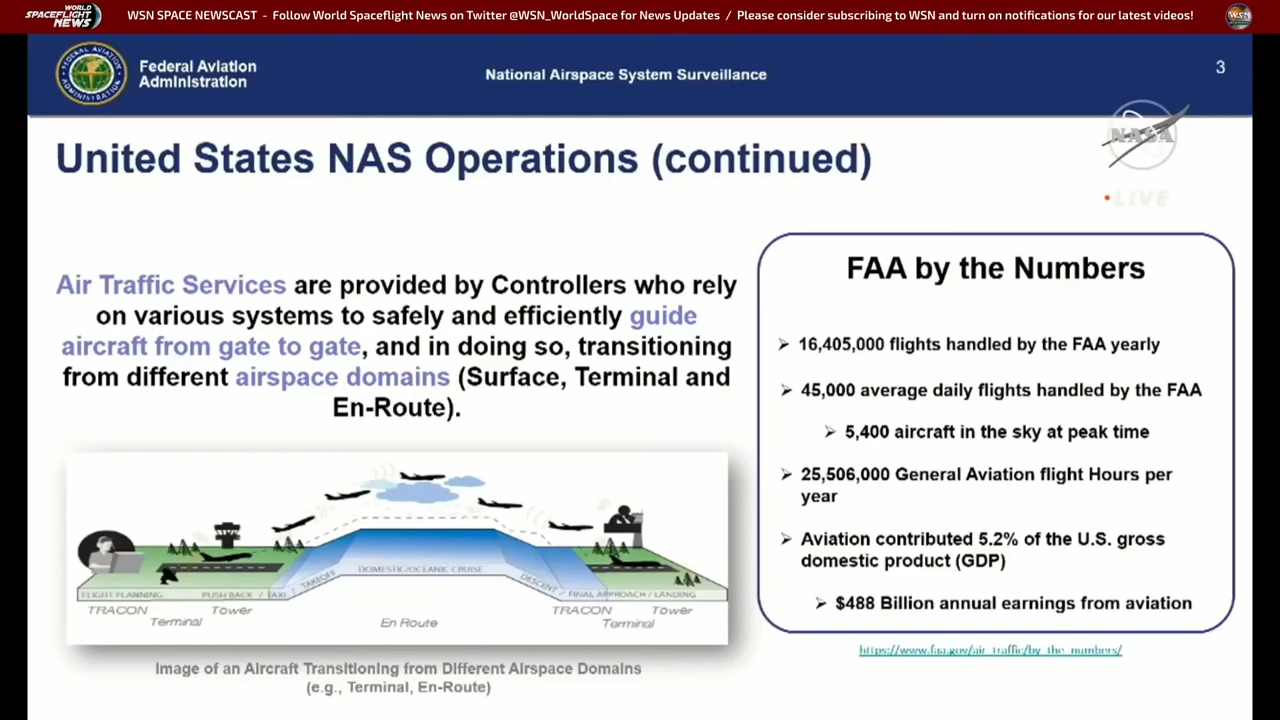 WORLD
SPACEFLIGHT
NEWS
WSN SPACE NEWSCAST - Follow World Spaceflight News on Twitter @WSN_WorldSpace for News Updates / Please consider subscribing to WSN and turn on notifications for our latest videos!
WSN
Federal Aviation
Administration
National Airspace System Surveillance
3
United States NAS Operations (continued)
NASA
LIVE
Air Traffic Services are provided by Controllers who rely
on various systems to safely and efficiently guide
aircraft from gate to gate, and in doing so, transitioning
from different airspace domains (Surface, Terminal and
En-Route).
FLIGHT PLANNING
PUSH BACK / TAXI
TAKEOFF
DOMESTIC/OCEANIC CRUISE
DESCENT
FINAL APPROACH / LANDING
TRACON
Tower
Terminal
En Route
TRACON
Tower
Terminal
Image of an Aircraft Transitioning from Different Airspace Domains
(e.g., Terminal, En-Route)
FAA by the Numbers
➢ 16,405,000 flights handled by the FAA yearly
➢ 45,000 average daily flights handled by the FAA
➢ 5,400 aircraft in the sky at peak time
➢ 25,506,000 General Aviation flight Hours per
year
➢ Aviation contributed 5.2% of the U.S. gross
domestic product (GDP)
➢ $488 Billion annual earnings from aviation
https://www.faa.gov/air_traffic/by_the_numbers/